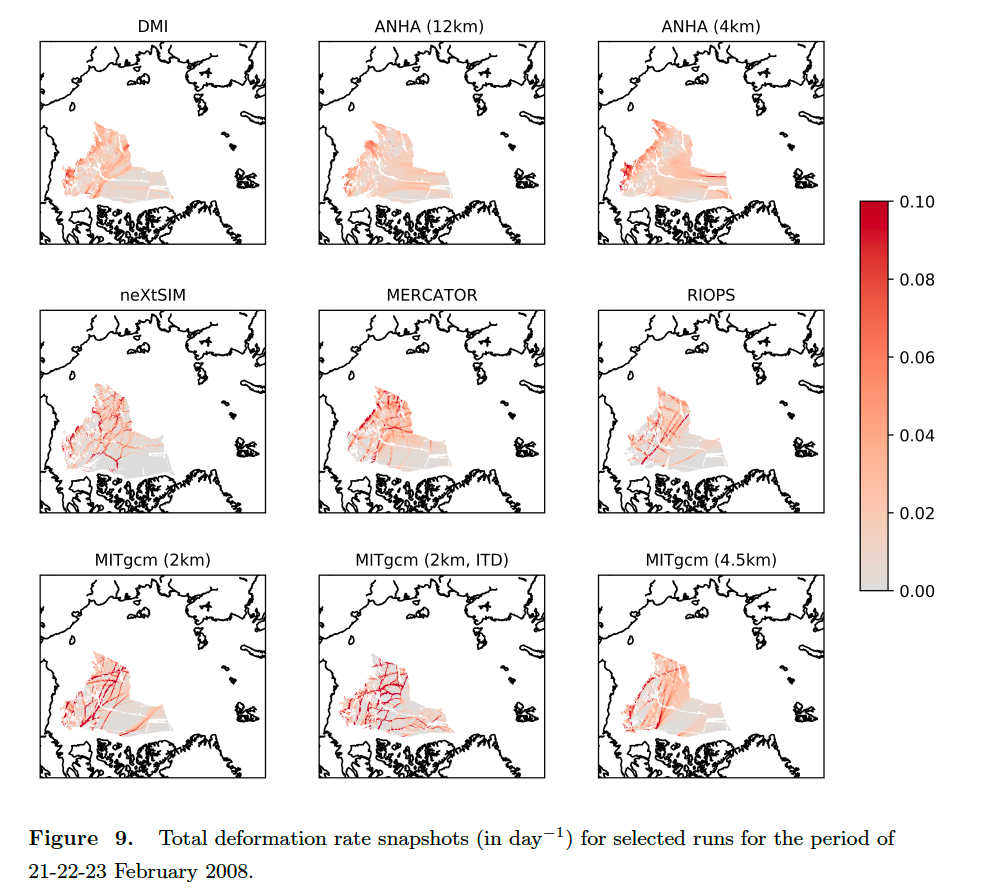 DMI
ANHA (12km)
ANHA (4km)
neXtSIM
MERCATOR
RIOPS
MITgcm (2km)
MITgcm (2km, ITD)
MITgcm (4.5km)
0.10
0.08
0.06
0.04
0.02
0.00
Figure 9. Total deformation rate snapshots (in day⁻¹) for selected runs for the period of
21-22-23 February 2008.